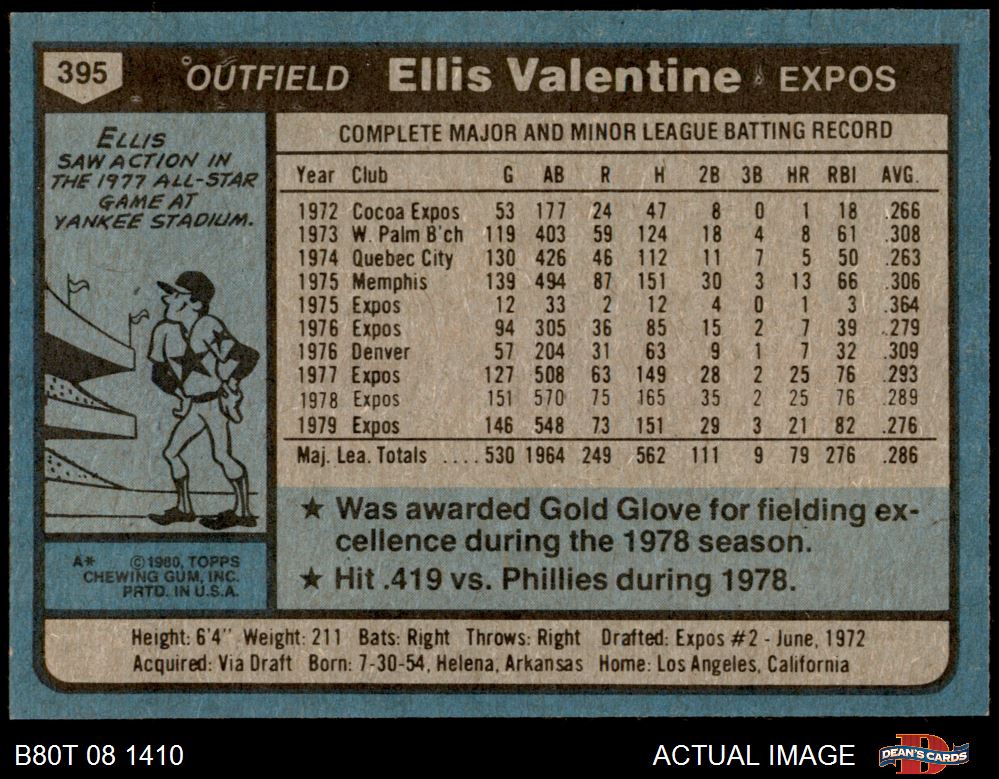 395 OUTFIELD Ellis Valentine EXPOS
ELLIS
SAW ACTION IN
THE 1977 ALL-STAR
GAME AT
YANKEE STADIUM.
COMPLETE MAJOR AND MINOR LEAGUE BATTING RECORD
Year Club G AB R H 2B 3B HR RBI AVG.
1972 Cocoa Expos 53 177 24 47 8 0 1 18 .266
1973 W. Palm B'ch 119 403 59 124 18 4 8 61 .308
1974 Quebec City 130 426 46 112 11 7 5 50 .263
1975 Memphis 139 494 87 151 30 3 13 66 .306
1975 Expos 12 33 2 12 4 0 1 3 .364
1976 Expos 94 305 36 85 15 2 7 39 .279
1976 Denver 57 204 31 63 9 1 7 32 .309
1977 Expos 127 508 63 149 28 2 25 76 .293
1978 Expos 151 570 75 165 35 2 25 76 .289
1979 Expos 146 548 73 151 29 3 21 82 .276
Maj. Lea. Totals .... 530 1964 249 562 111 9 79 276 .286
★ Was awarded Gold Glove for fielding ex-
cellence during the 1978 season.
★ Hit .419 vs. Phillies during 1978.
A* ©1980, TOPPS
CHEWING GUM, INC.
PRTD. IN U.S.A.
Height: 6'4" Weight: 211 Bats: Right Throws: Right Drafted: Expos #2 - June, 1972
Acquired: Via Draft Born: 7-30-54, Helena, Arkansas Home: Los Angeles, California
B80T 08 1410 ACTUAL IMAGE DEAN'S CARDS